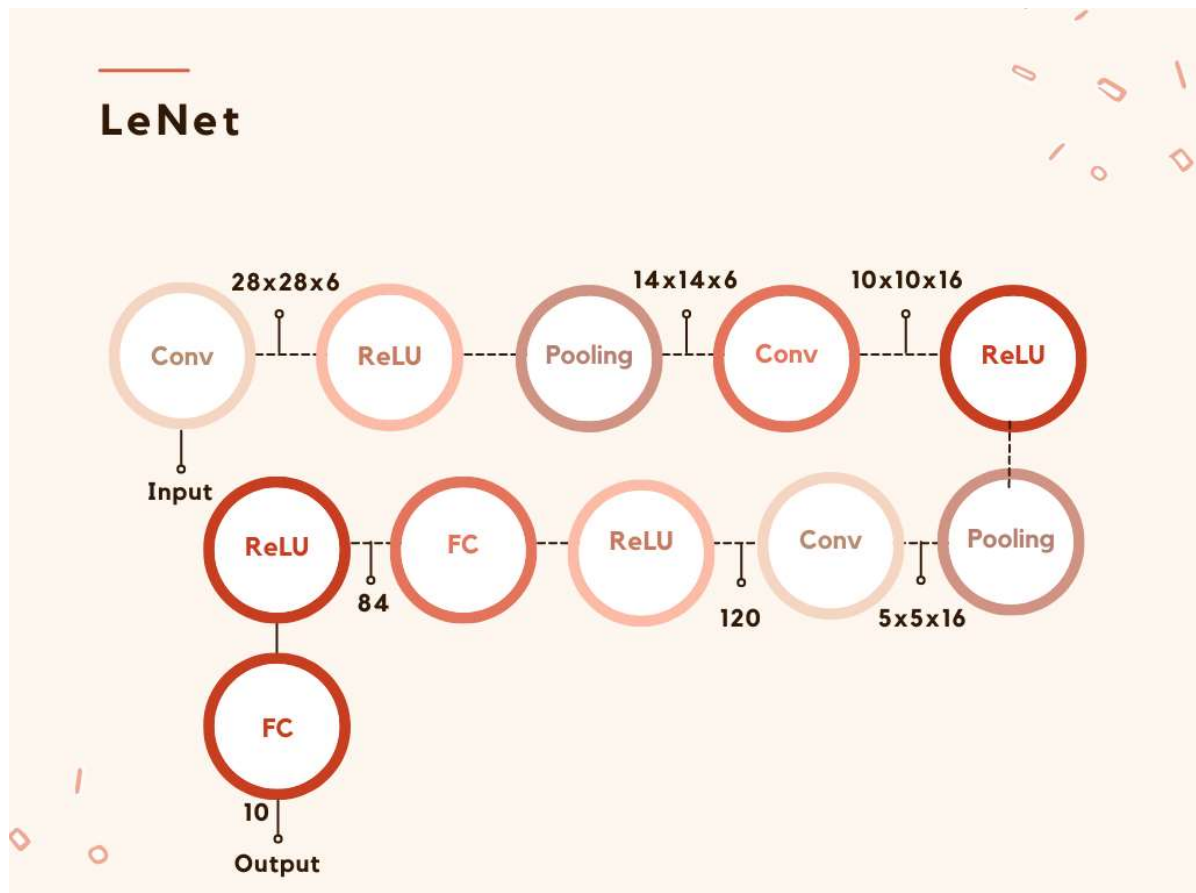 LeNet
28x28x6
14x14x6
10x10x16
Conv
ReLU
Pooling
Conv
ReLU
Input
ReLU
FC
ReLU
Conv
Pooling
84
120
5x5x16
FC
10
Output